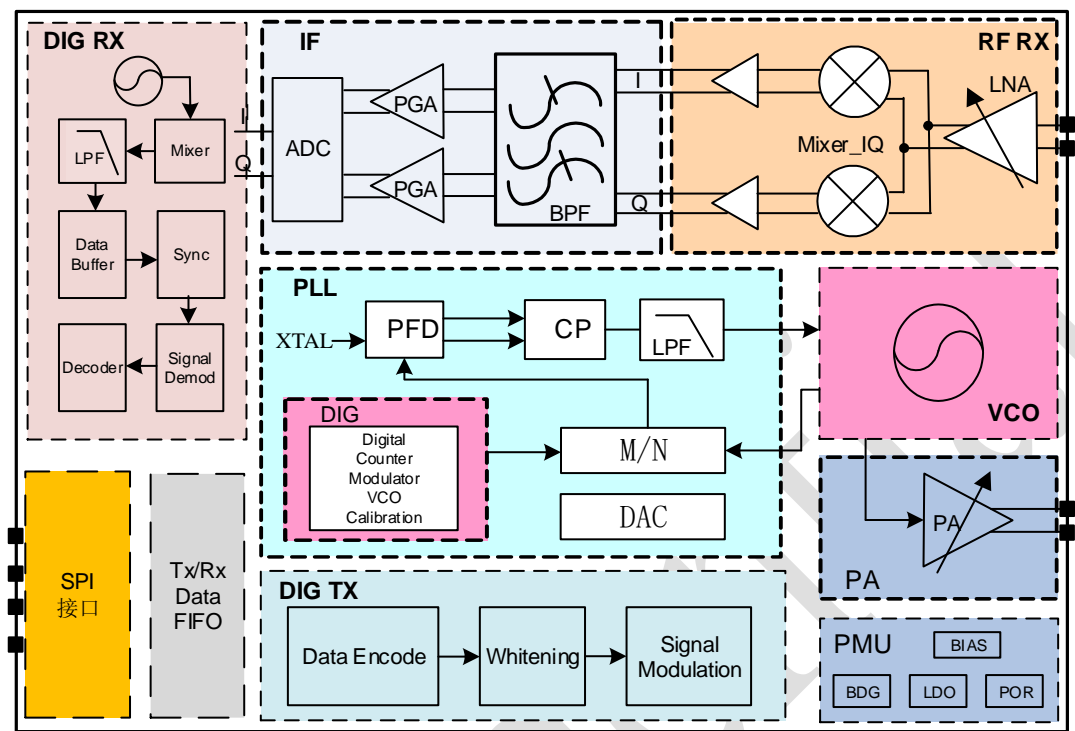 DIG RX
Mixer
LPF
Data
Buffer
Sync
Signal
Demod
Decoder
I
Q
IF
ADC
PGA
PGA
BPF
I
Q
RF RX
LNA
Mixer_IQ
PLL
XTAL
PFD
CP
LPF
DIG
Digital
Counter
Modulator
VCO
Calibration
M/N
DAC
VCO
PA
PA
SPI
接口
Tx/Rx
Data
FIFO
DIG TX
Data Encode
Whitening
Signal
Modulation
PMU
BIAS
BDG
LDO
POR